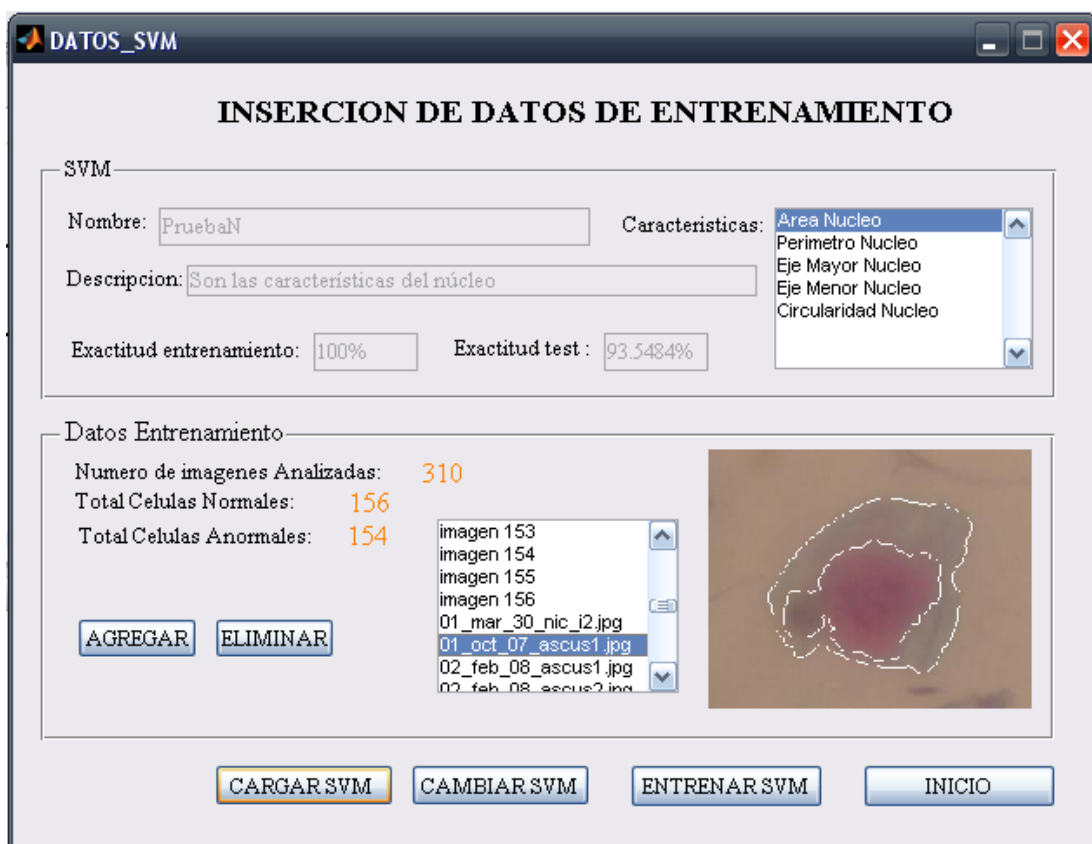 DATOS_SVM
INSERCION DE DATOS DE ENTRENAMIENTO
SVM
Nombre: PruebaN
Caracteristicas:
Area Nucleo
Perimetro Nucleo
Eje Mayor Nucleo
Eje Menor Nucleo
Circularidad Nucleo
Descripcion: Son las características del núcleo
Exactitud entrenamiento: 100% Exactitud test : 93.5484%
Datos Entrenamiento
Numero de imagenes Analizadas: 310
Total Celulas Normales: 156
Total Celulas Anormales: 154
imagen 153
imagen 154
imagen 155
imagen 156
01_mar_30_nic_i2.jpg
01_oct_07_ascus1.jpg
02_feb_08_ascus1.jpg
02_feb_08_ascus2.jpg
AGREGAR ELIMINAR
CARGAR SVM CAMBIAR SVM ENTRENAR SVM INICIO